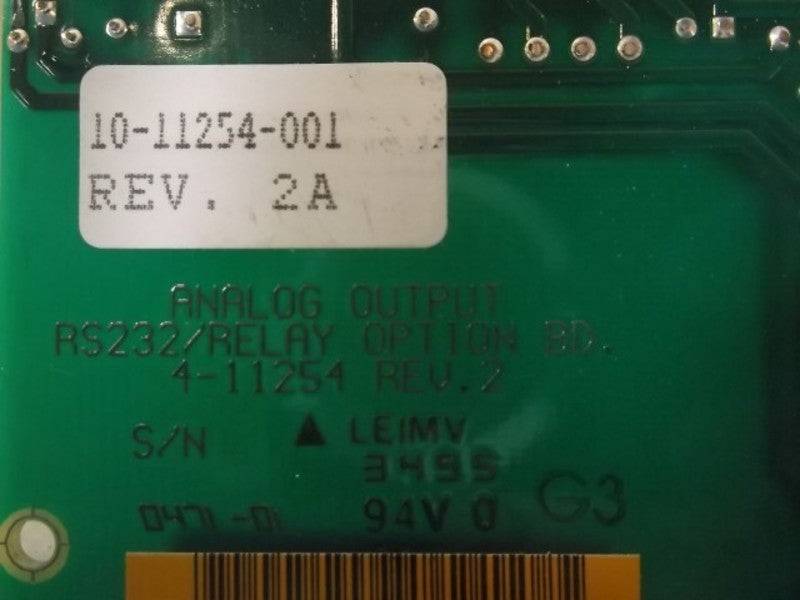 10-11254-001
REV. 2A
ANALOG OUTPUT
RS232/RELAY OPTION BD.
4-11254 REV.2
S/N LEIMV
3495
0471-01 94V 0 G3